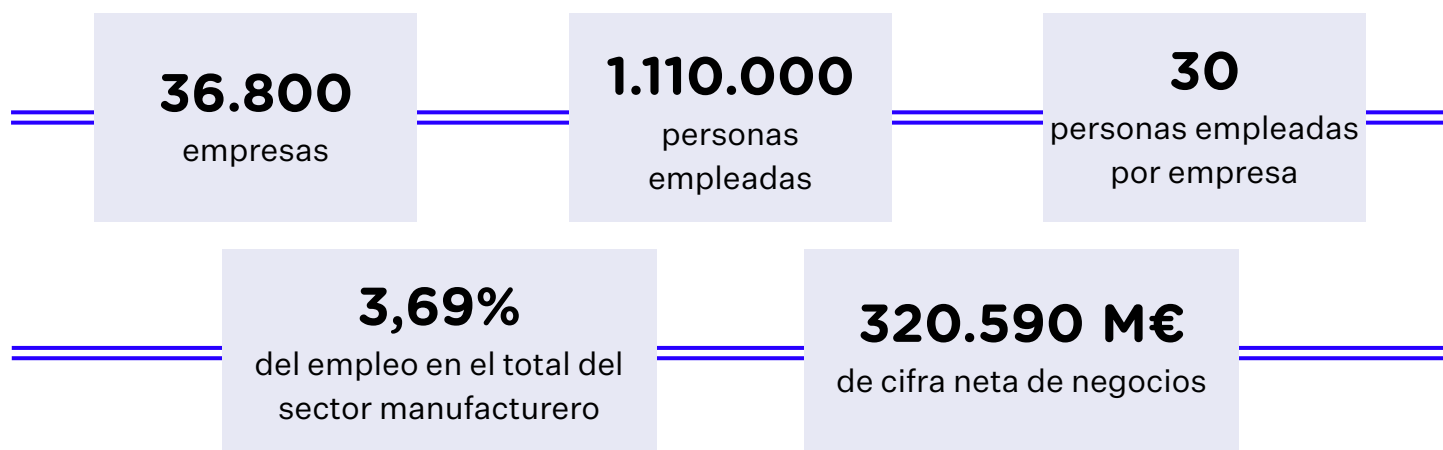 36.800
empresas
1.110.000
personas
empleadas
30
personas empleadas
por empresa
3,69%
del empleo en el total del
sector manufacturero
320.590 M€
de cifra neta de negocios